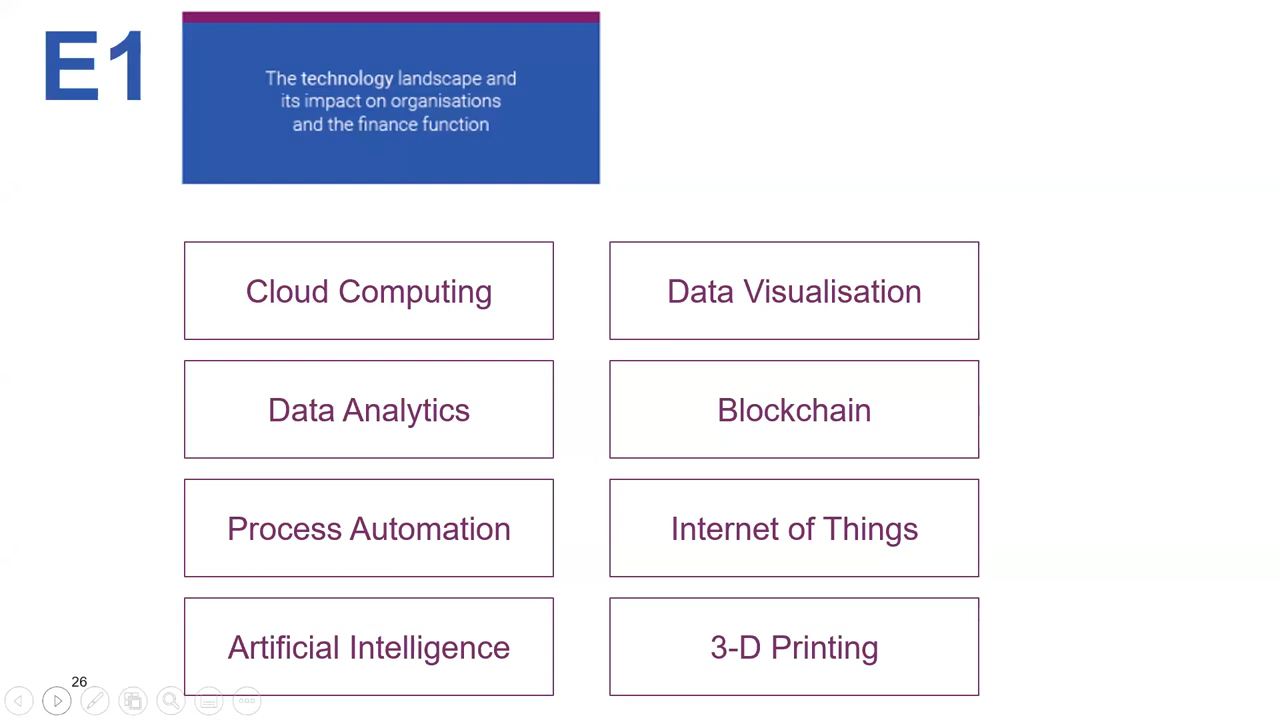 E1
The technology landscape and
its impact on organisations
and the finance function
Cloud Computing
Data Visualisation
Data Analytics
Blockchain
Process Automation
Internet of Things
Artificial Intelligence
3-D Printing
26